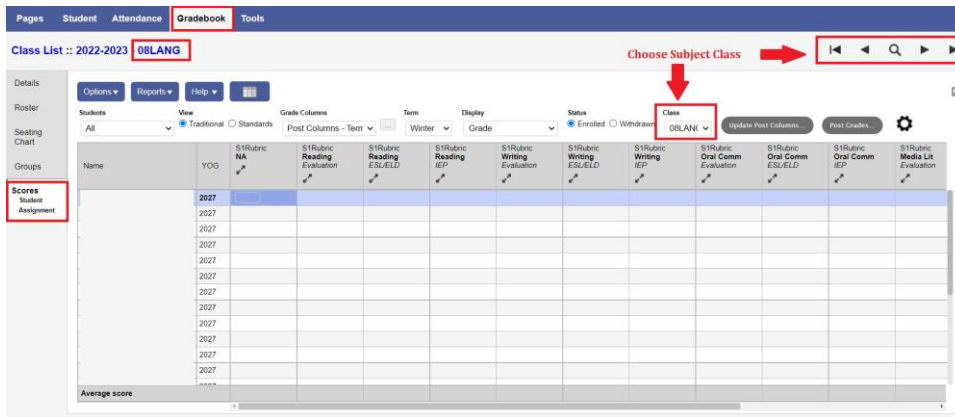 Pages Student Attendance Gradebook Tools
Class List :: 2022-2023 08LANG
Choose Subject Class
Details
Roster
Seating
Chart
Groups
Scores
Student
Assignment
Options Reports Help
Students View Grade Columns Term Display Status Class
All Traditional Standards Post Columns - Tern ... Winter Grade Enrolled Withdrawn 08LAN( Update Post Columns... Post Grades...
Name YOG
S1Rubric NA
S1Rubric Reading Evaluation
S1Rubric Reading ESL/ELD
S1Rubric Reading IEP
S1Rubric Writing Evaluation
S1Rubric Writing ESL/ELD
S1Rubric Writing IEP
S1Rubric Oral Comm Evaluation
S1Rubric Oral Comm ESL/ELD
S1Rubric Oral Comm IEP
S1Rubric Media Lit Evaluation
2027
2027
2027
2027
2027
2027
2027
2027
2027
2027
2027
2027
Average score